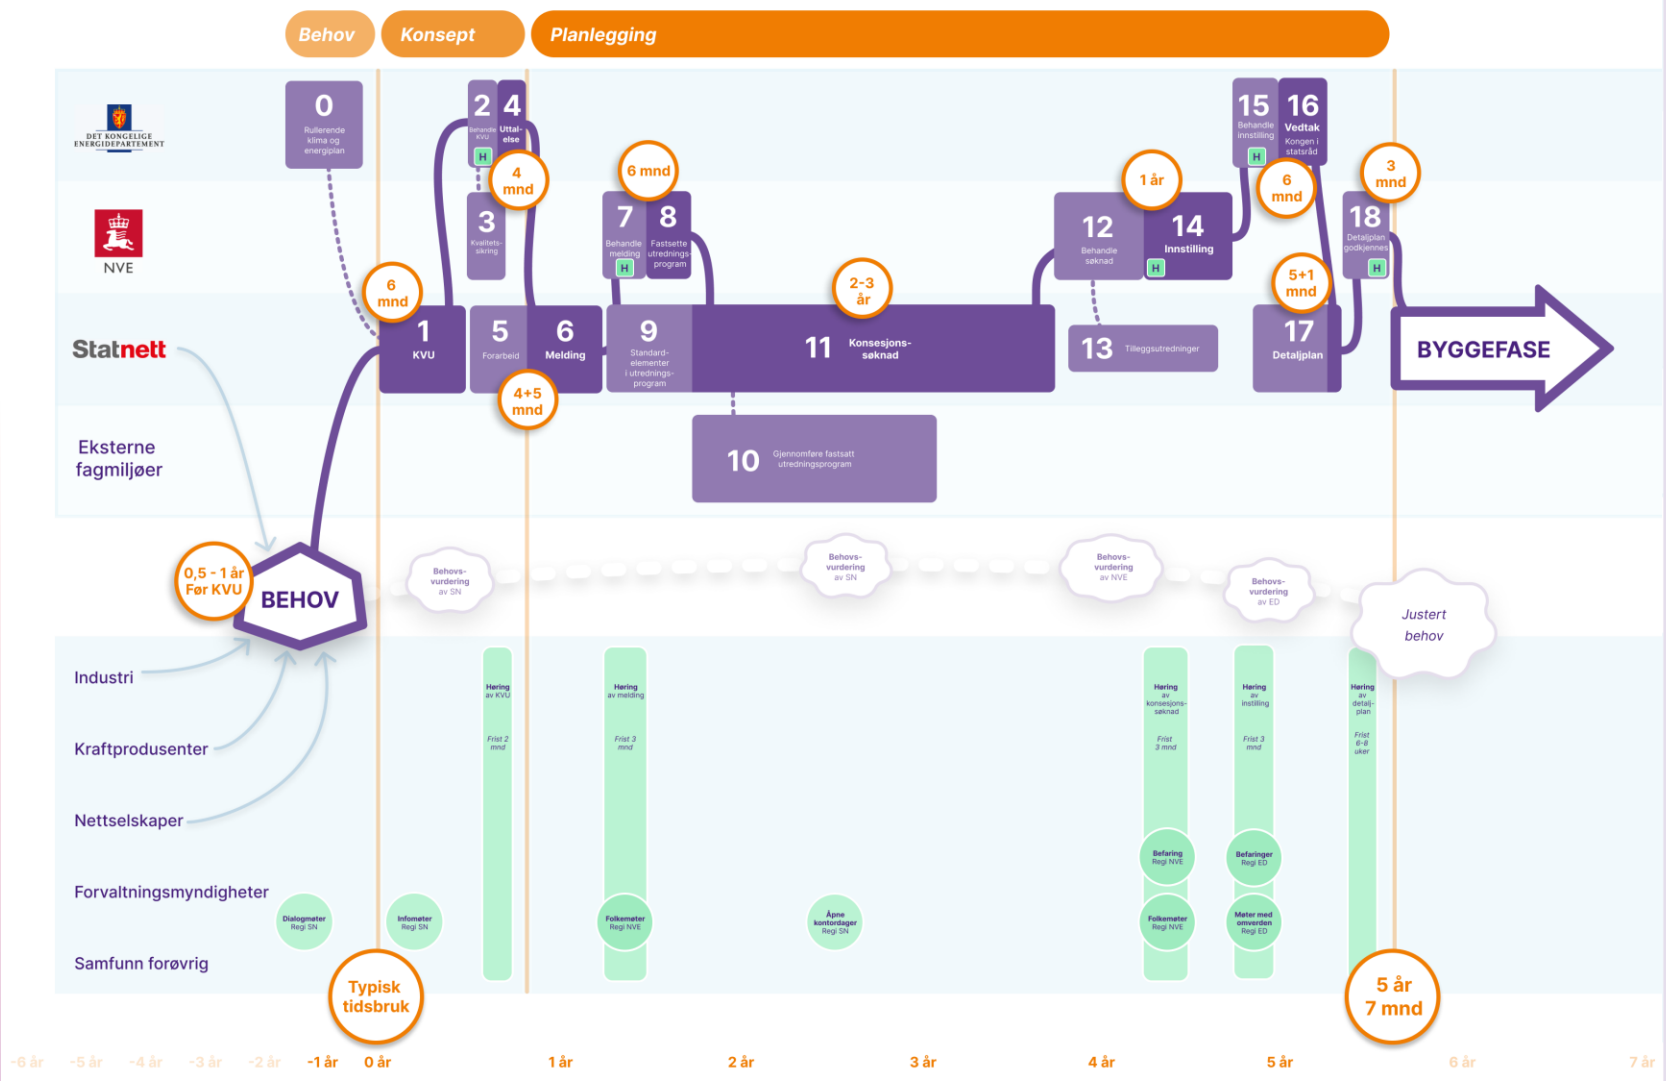 Behov
Konsept
Planlegging
DET KONGELIGE
ENERGIDEPARTEMENT
0
Rullerende
klima og
energiplan
2
Behandle
KVU
H
4
Uttal-
else
4
mnd
6 mnd
1 år
15
Behandle
innstilling
H
16
Vedtak
Kongen i
statsråd
6
mnd
3
mnd
NVE
3
Kvalitets-
sikring
7
Behandle
melding
H
8
Fastsette
utrednings-
program
12
Behandle
søknad
H
14
Innstilling
18
Detaljplan
godkjennes
H
6
mnd
2-3
år
5+1
mnd
Statnett
1
KVU
5
Forarbeid
6
Melding
9
Standard-
elementer
i utrednings-
program
11
Konsesjons-
søknad
13
Tilleggsutredninger
17
Detaljplan
BYGGEFASE
4+5
mnd
Eksterne
fagmiljøer
10
Gjennomføre fastsatt
utredningsprogram
0,5 - 1 år
Før KVU
BEHOV
Behovs-
vurdering
av SN
Behovs-
vurdering
av SN
Behovs-
vurdering
av NVE
Behovs-
vurdering
av ED
Justert
behov
Industri
Kraftprodusenter
Nettselskaper
Forvaltningsmyndigheter
Samfunn forøvrig
Høring
av KVU
Frist 2
mnd
Høring
av melding
Frist 3
mnd
Høring
av
konsesjons-
søknad
Frist
3 mnd
Høring
av
instilling
Frist 3
mnd
Høring
av
detalj-
plan
Frist
6-8
uker
Befaring
Regi NVE
Befaringer
Regi ED
Dialogmøter
Regi SN
Infomøter
Regi SN
Folkemøter
Regi NVE
Åpne
kontordager
Regi SN
Folkemøter
Regi NVE
Møter med
omverden
Regi ED
Typisk
tidsbruk
5 år
7 mnd
-6 år
-5 år
-4 år
-3 år
-2 år
-1 år
0 år
1 år
2 år
3 år
4 år
5 år
6 år
7 år